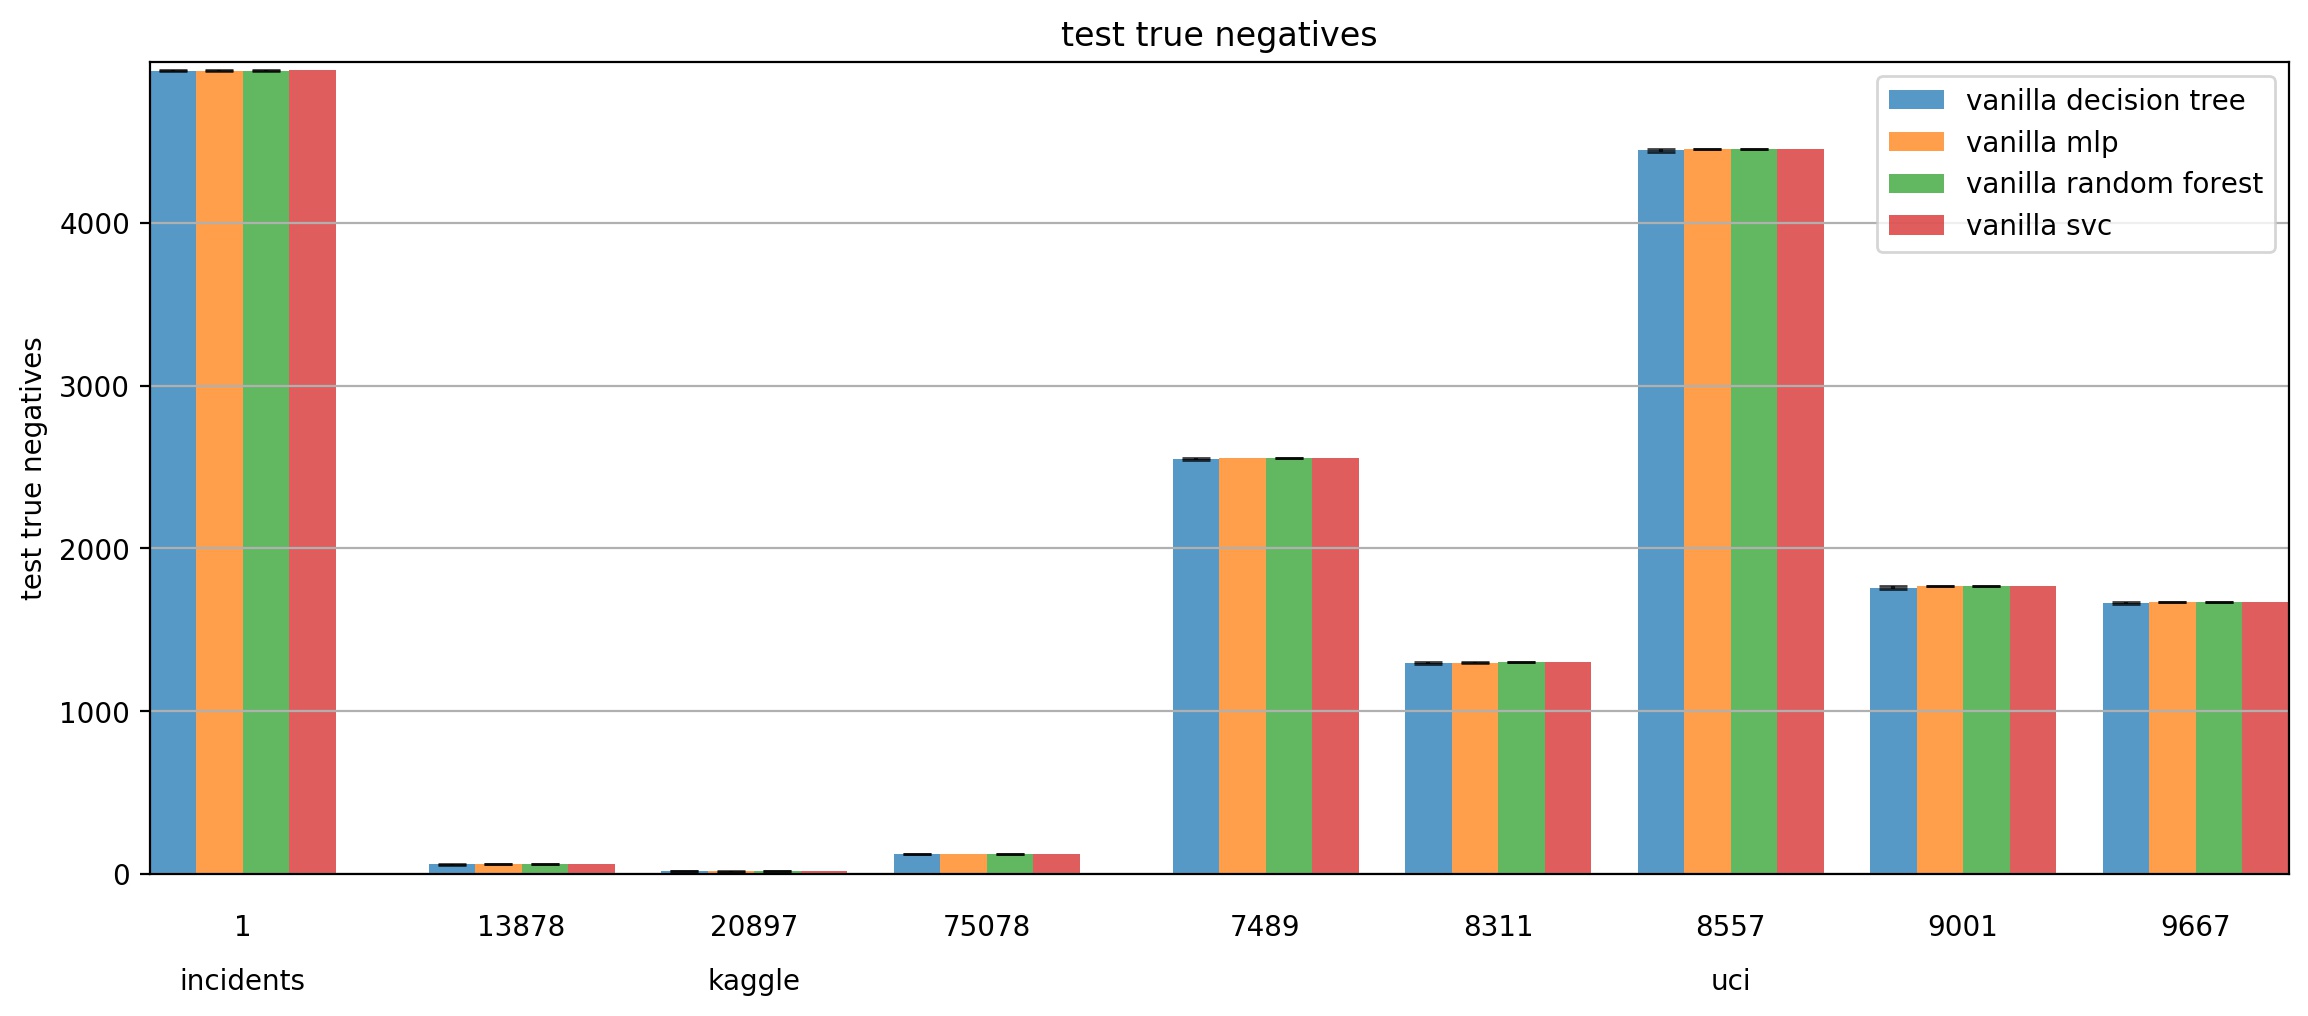 test true negatives
test true negatives
4000
3000
2000
1000
0
vanilla decision tree
vanilla mlp
vanilla random forest
vanilla svc
1 13878 20897 75078 7489 8311 8557 9001 9667
incidents kaggle uci